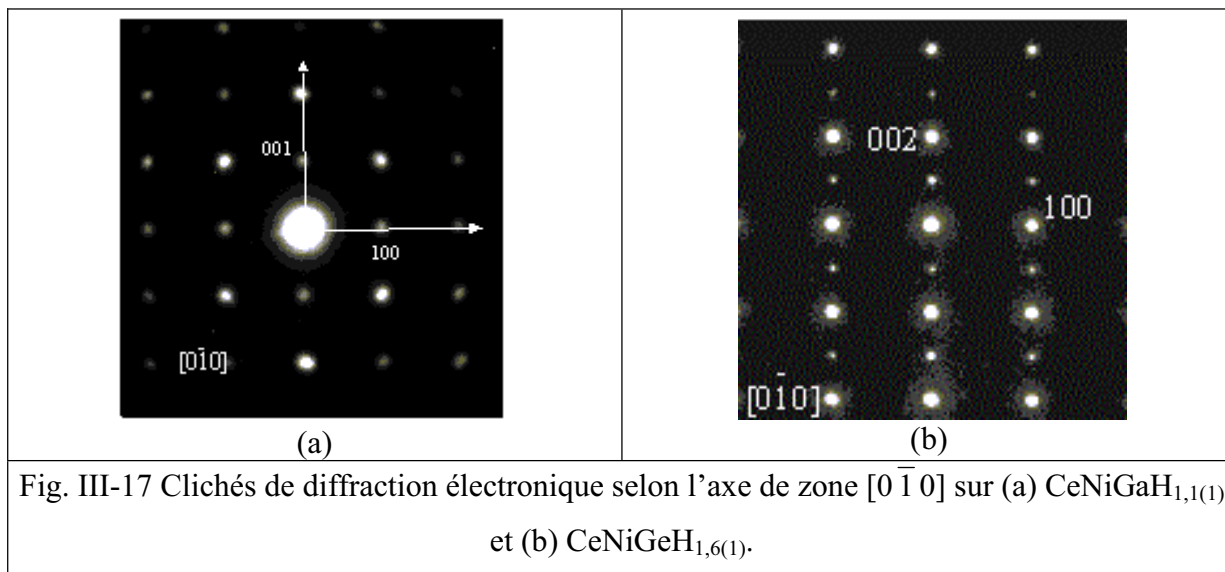 001
100
[01̅0]
(a)
002
100
[01̅0]
(b)
Fig. III-17 Clichés de diffraction électronique selon l’axe de zone [0 1̅ 0] sur (a) CeNiGaH1,1(1)
et (b) CeNiGeH1,6(1).